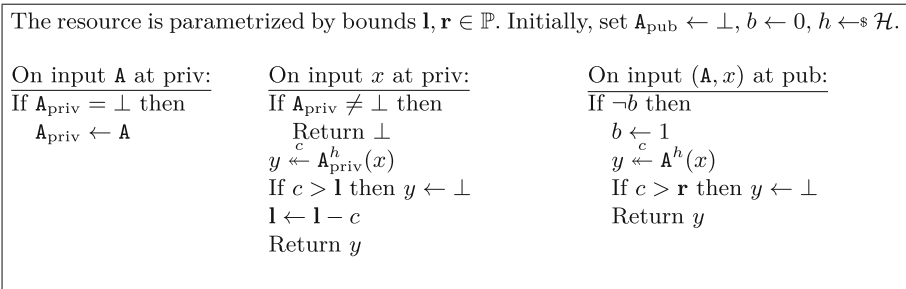 The resource is parametrized by bounds l, r ∈ ℙ. Initially, set A_pub ← ⊥, b ← 0, h ←$ ℋ.
On input A at priv:
If A_priv = ⊥ then
A_priv ← A
On input x at priv:
If A_priv ≠ ⊥ then
Return ⊥
y ↞^c A^h_priv(x)
If c > l then y ← ⊥
l ← l − c
Return y
On input (A, x) at pub:
If ¬b then
b ← 1
y ↞^c A^h(x)
If c > r then y ← ⊥
Return y